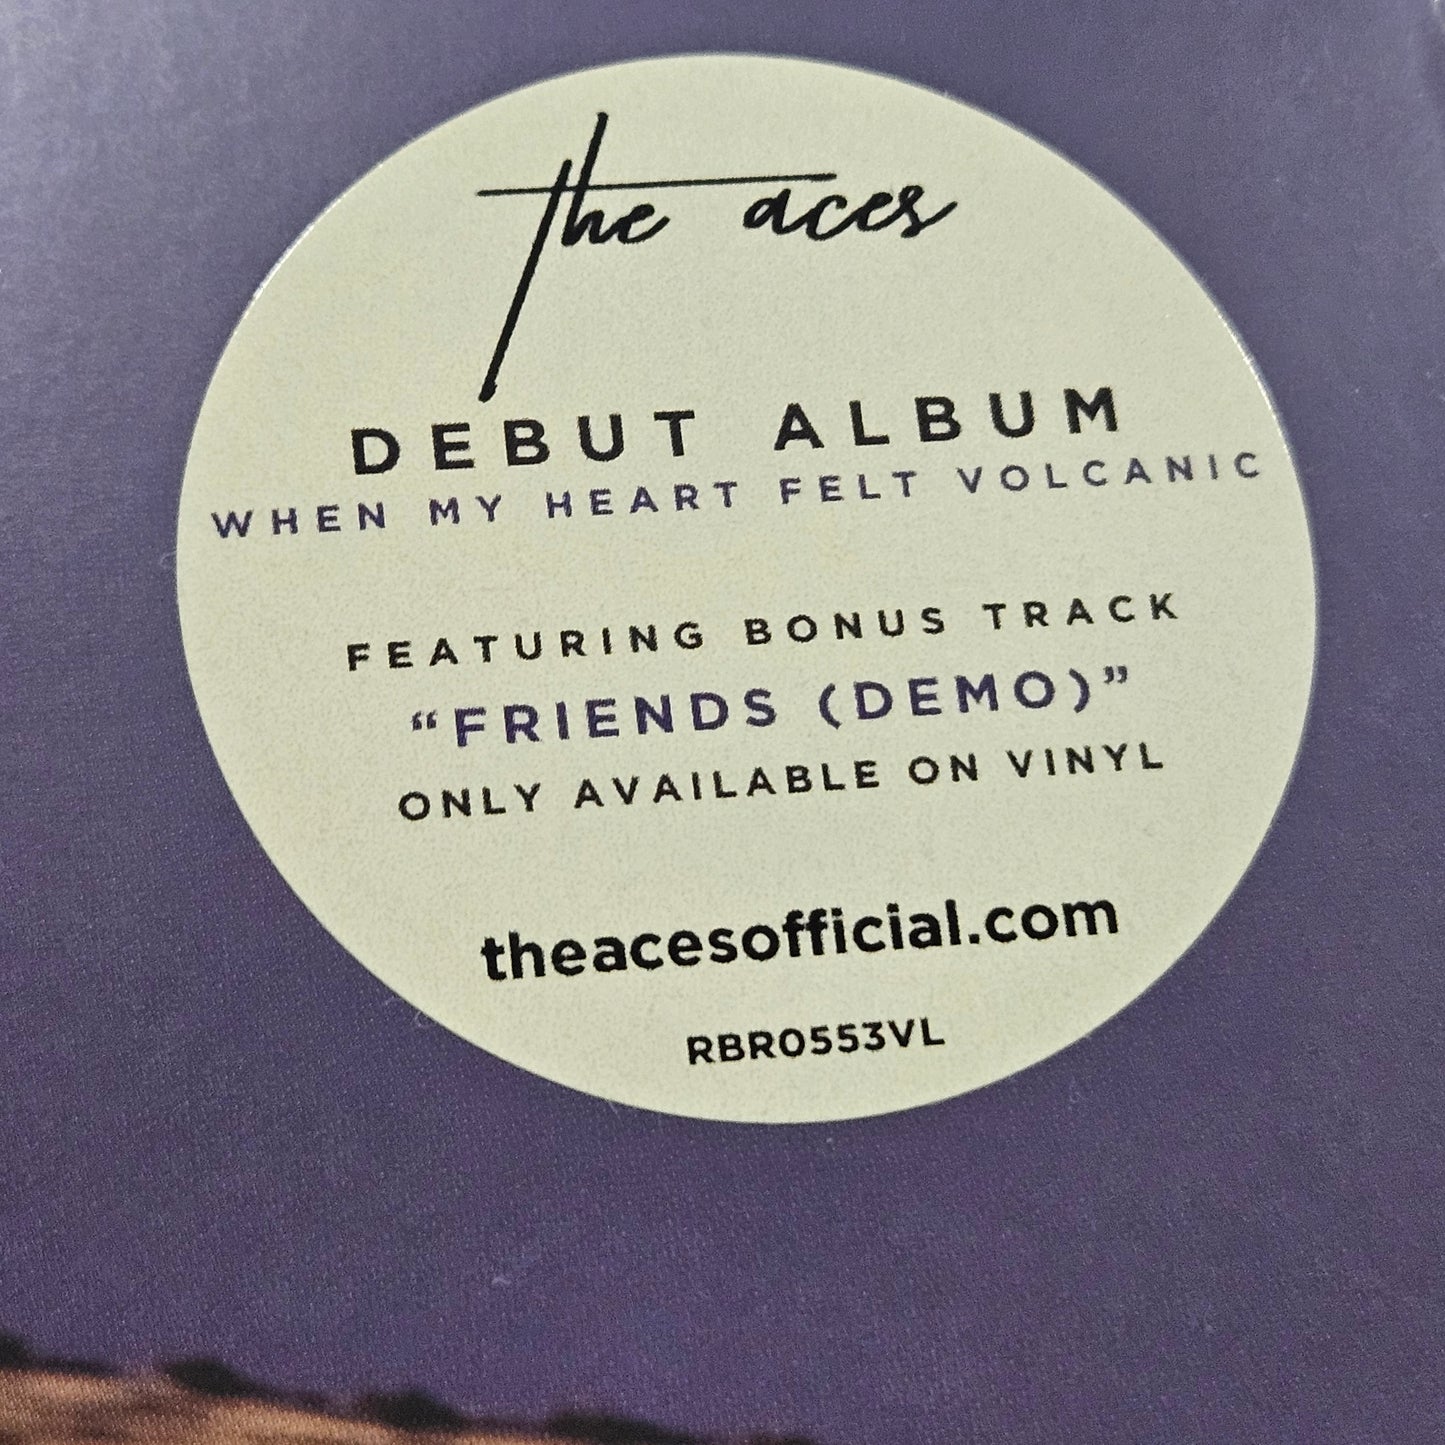 the aces
DEBUT ALBUM
WHEN MY HEART FELT VOLCANIC
FEATURING BONUS TRACK
“FRIENDS (DEMO)”
ONLY AVAILABLE ON VINYL
theacesofficial.com
RBR0553VL